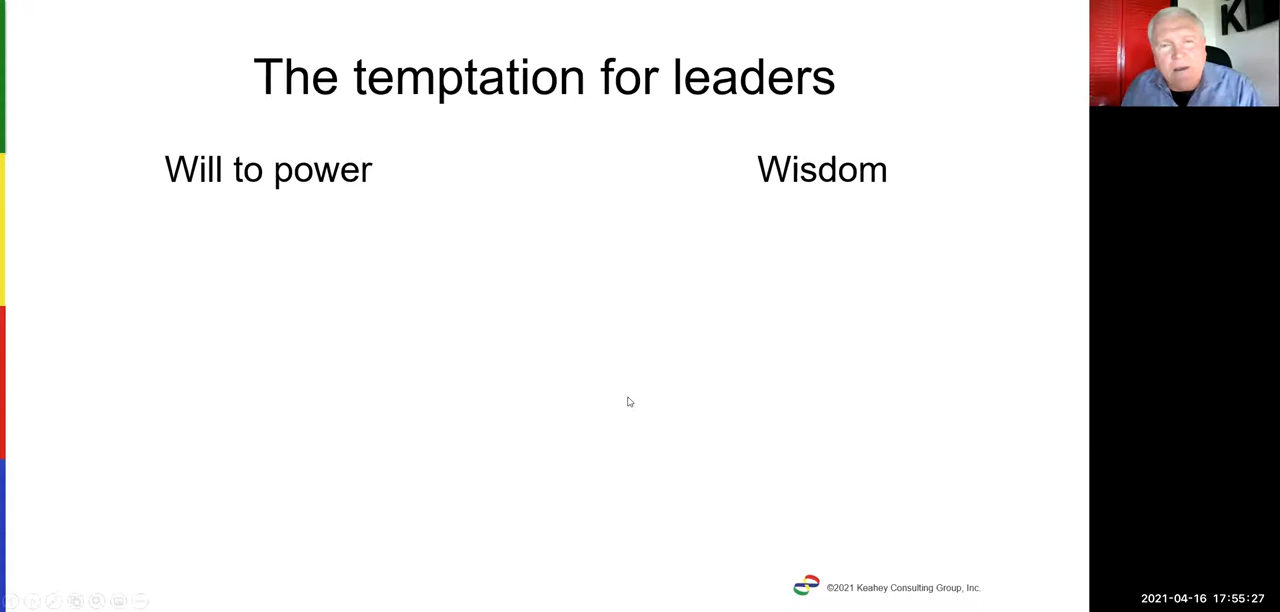 The temptation for leaders
Will to power
Wisdom
K
©2021 Keahey Consulting Group, Inc.
2021-04-16 17:55:27